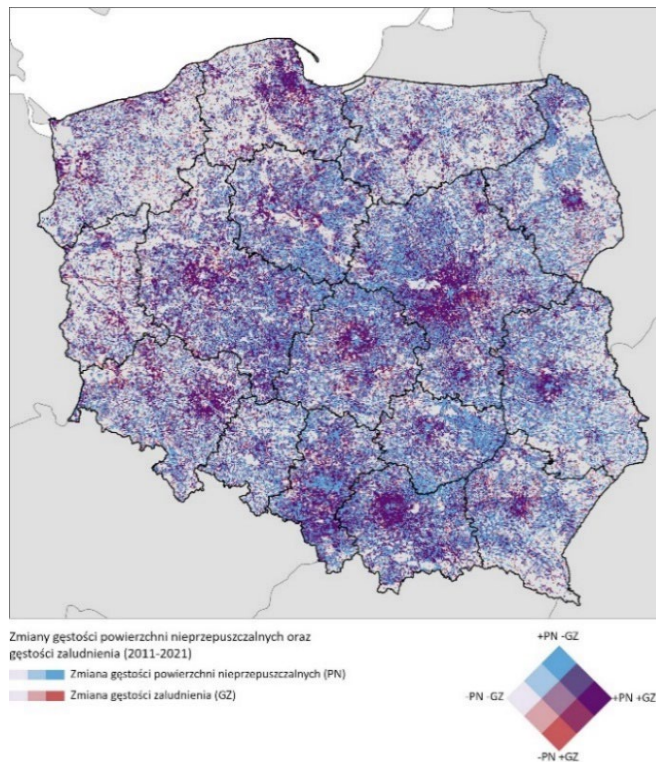 Zmiany gęstości powierzchni nieprzepuszczalnych oraz
gęstości zaludnienia (2011-2021)
Zmiana gęstości powierzchni nieprzepuszczalnych (PN)
Zmiana gęstości zaludnienia (GZ)
+PN -GZ
-PN -GZ
+PN +GZ
-PN +GZ